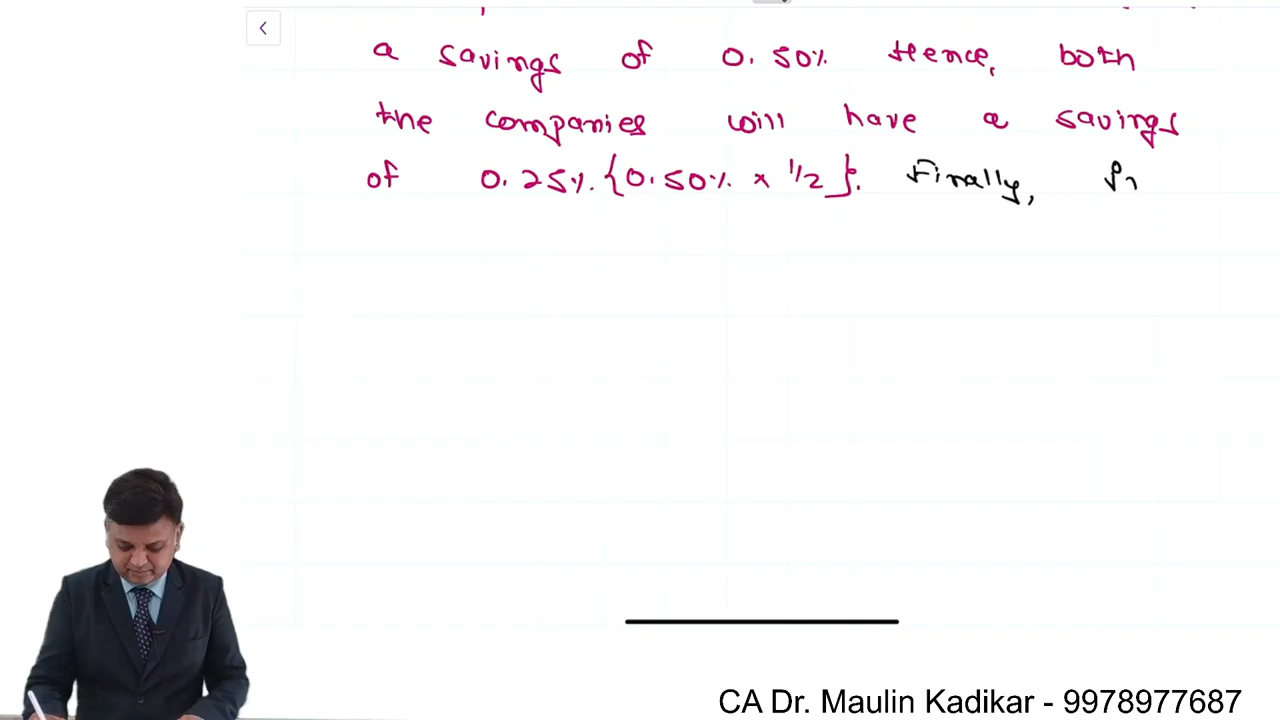 a savings of 0.50% Hence, both
the companies will have a savings
of 0.25% {0.50% x 1/2}. Finally,
CA Dr. Maulin Kadikar - 9978977687